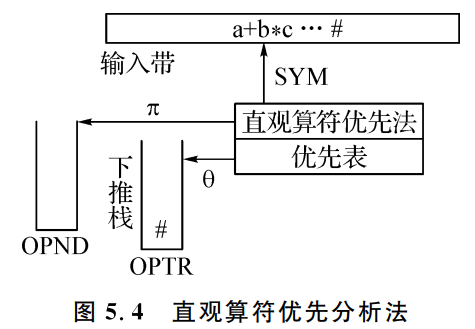 a+b*c … #
输入带
SYM
π
直观算符优先法
优先表
θ
下推栈
#
OPND
OPTR
图 5.4 直观算符优先分析法